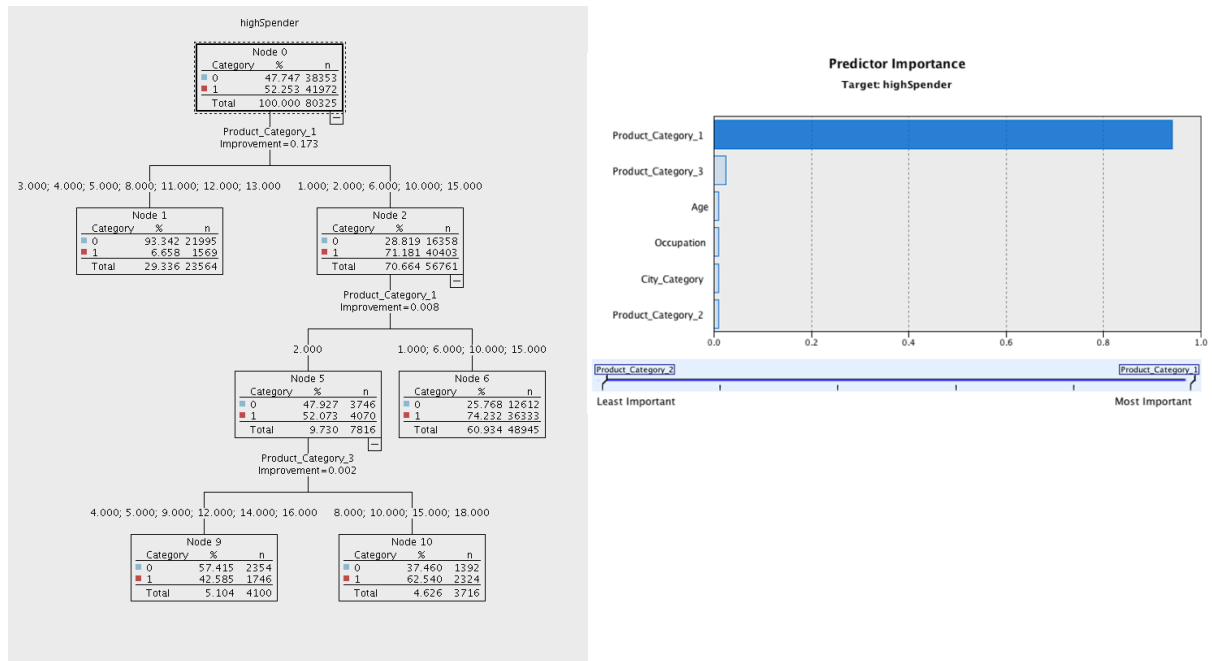 highSpender
Node 0
Category % n
0 47.747 38353
1 52.253 41972
Total 100.000 80325
Product_Category_1
Improvement=0.173
3.000; 4.000; 5.000; 8.000; 11.000; 12.000; 13.000
1.000; 2.000; 6.000; 10.000; 15.000
Node 1
Category % n
0 93.342 21995
1 6.658 1569
Total 29.336 23564
Node 2
Category % n
0 28.819 16358
1 71.181 40403
Total 70.664 56761
Product_Category_1
Improvement=0.008
2.000
1.000; 6.000; 10.000; 15.000
Node 5
Category % n
0 47.927 3746
1 52.073 4070
Total 9.730 7816
Node 6
Category % n
0 25.768 12612
1 74.232 36333
Total 60.934 48945
Product_Category_3
Improvement=0.002
4.000; 5.000; 9.000; 12.000; 14.000; 16.000
8.000; 10.000; 15.000; 18.000
Node 9
Category % n
0 57.415 2354
1 42.585 1746
Total 5.104 4100
Node 10
Category % n
0 37.460 1392
1 62.540 2324
Total 4.626 3716
Predictor Importance
Target: highSpender
Product_Category_1
Product_Category_3
Age
Occupation
City_Category
Product_Category_2
0.0 0.2 0.4 0.6 0.8 1.0
Product_Category_2
Product_Category_1
Least Important
Most Important